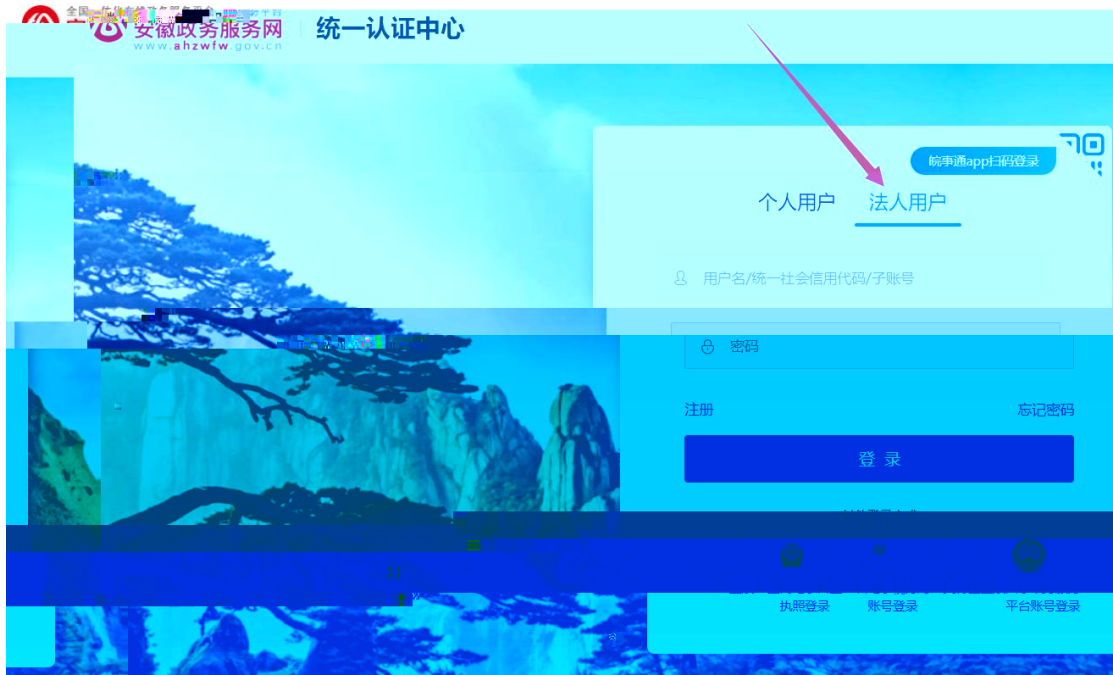 安徽政务服务网
www.ahzwfw.gov.cn
统一认证中心
皖事通app扫码登录
个人用户 法人用户
用户名/统一社会信用代码/子账号
密码
注册 忘记密码
登 录
执照登录 账号登录 平台账号登录